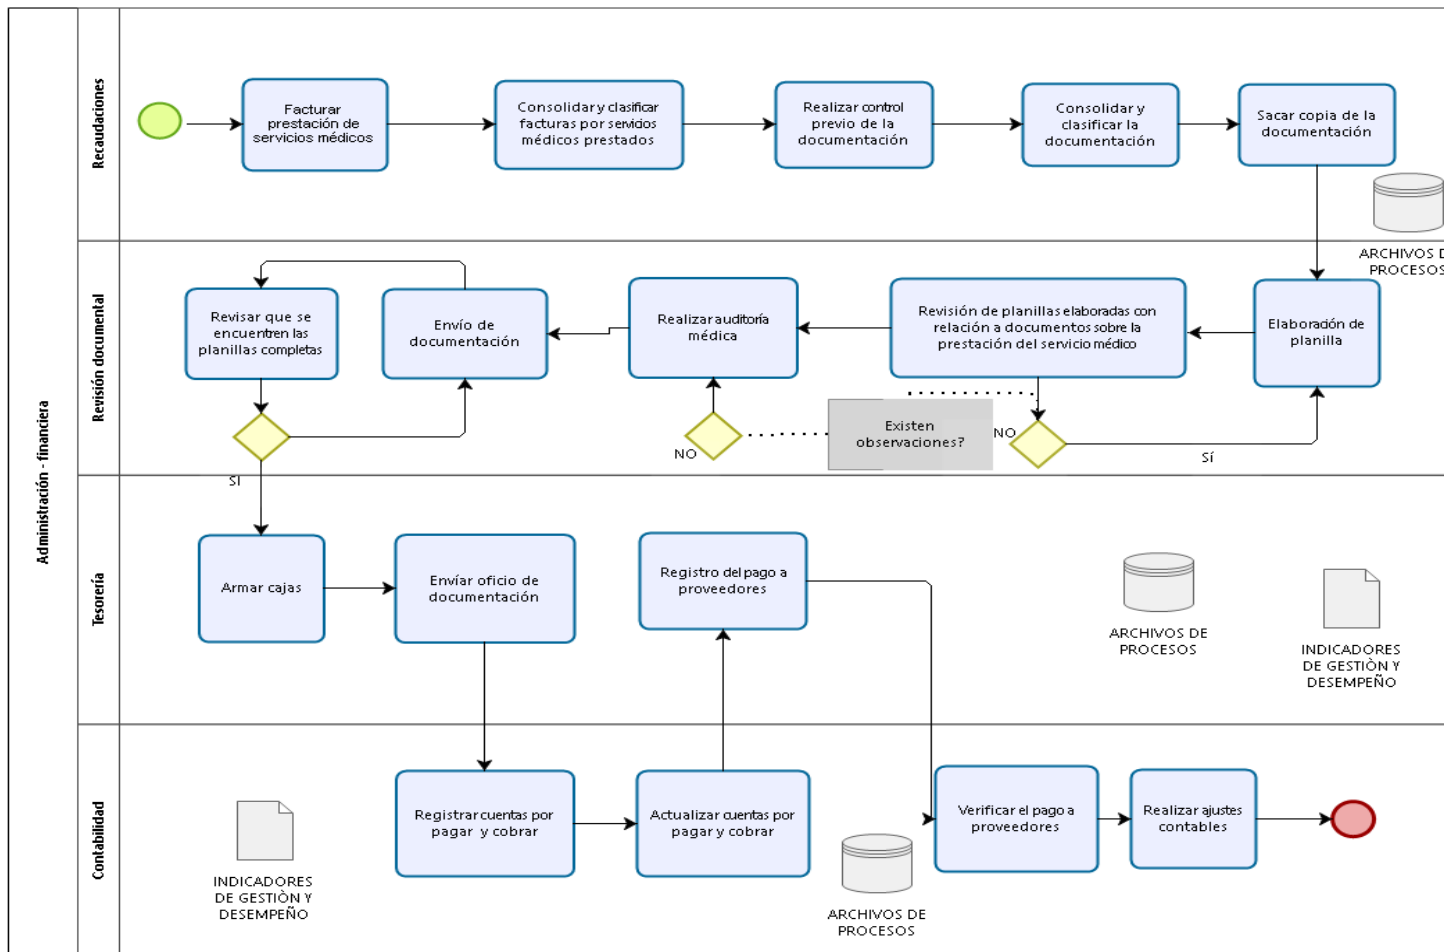 Administración - financiera
Recaudaciones
Facturar
prestación de
servicios médicos
Consolidar y clasificar
facturas por servicios
médicos prestados
Realizar control
previo de la
documentación
Consolidar y
clasificar la
documentación
Sacar copia de la
documentación
ARCHIVOS D
PROCESOS
Revisión documental
Revisar que se
encuentren las
planillas completas
Envío de
documentación
Realizar auditoría
médica
Revisión de planillas elaboradas con
relación a documentos sobre la
prestación del servicio médico
Elaboración de
planilla
Existen
observaciones?
NO
NO
Sí
SI
Tesorería
Armar cajas
Envíar oficio de
documentación
Registro del pago a
proveedores
ARCHIVOS DE
PROCESOS
INDICADORES
DE GESTIÒN Y
DESEMPEÑO
Contabilidad
INDICADORES
DE GESTIÒN Y
DESEMPEÑO
Registrar cuentas por
pagar y cobrar
Actualizar cuentas por
pagar y cobrar
ARCHIVOS DE
PROCESOS
Verificar el pago a
proveedores
Realizar ajustes
contables